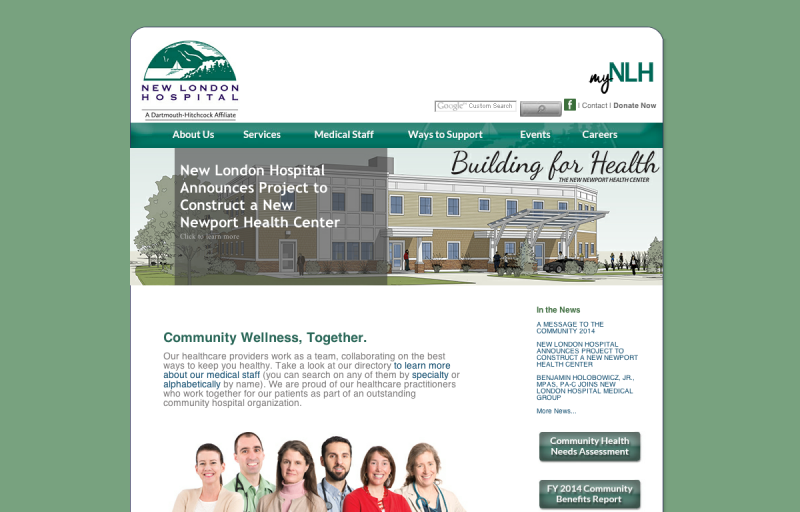 NEW LONDON
HOSPITAL
A Dartmouth-Hitchcock Affiliate
myNLH
Google™ Custom Search
f | Contact | Donate Now
About Us Services Medical Staff Ways to Support Events Careers
New London Hospital
Announces Project to
Construct a New
Newport Health Center
Click to learn more
Building for Health
THE NEW NEWPORT HEALTH CENTER
Community Wellness, Together.
Our healthcare providers work as a team, collaborating on the best
ways to keep you healthy. Take a look at our directory to learn more
about our medical staff (you can search on any of them by specialty or
alphabetically by name). We are proud of our healthcare practitioners
who work together for our patients as part of an outstanding
community hospital organization.
In the News
A MESSAGE TO THE
COMMUNITY 2014
NEW LONDON HOSPITAL
ANNOUNCES PROJECT TO
CONSTRUCT A NEW NEWPORT
HEALTH CENTER
BENJAMIN HOLOBOWICZ, JR.,
MPAS, PA-C JOINS NEW
LONDON HOSPITAL MEDICAL
GROUP
More News...
Community Health
Needs Assessment
FY 2014 Community
Benefits Report